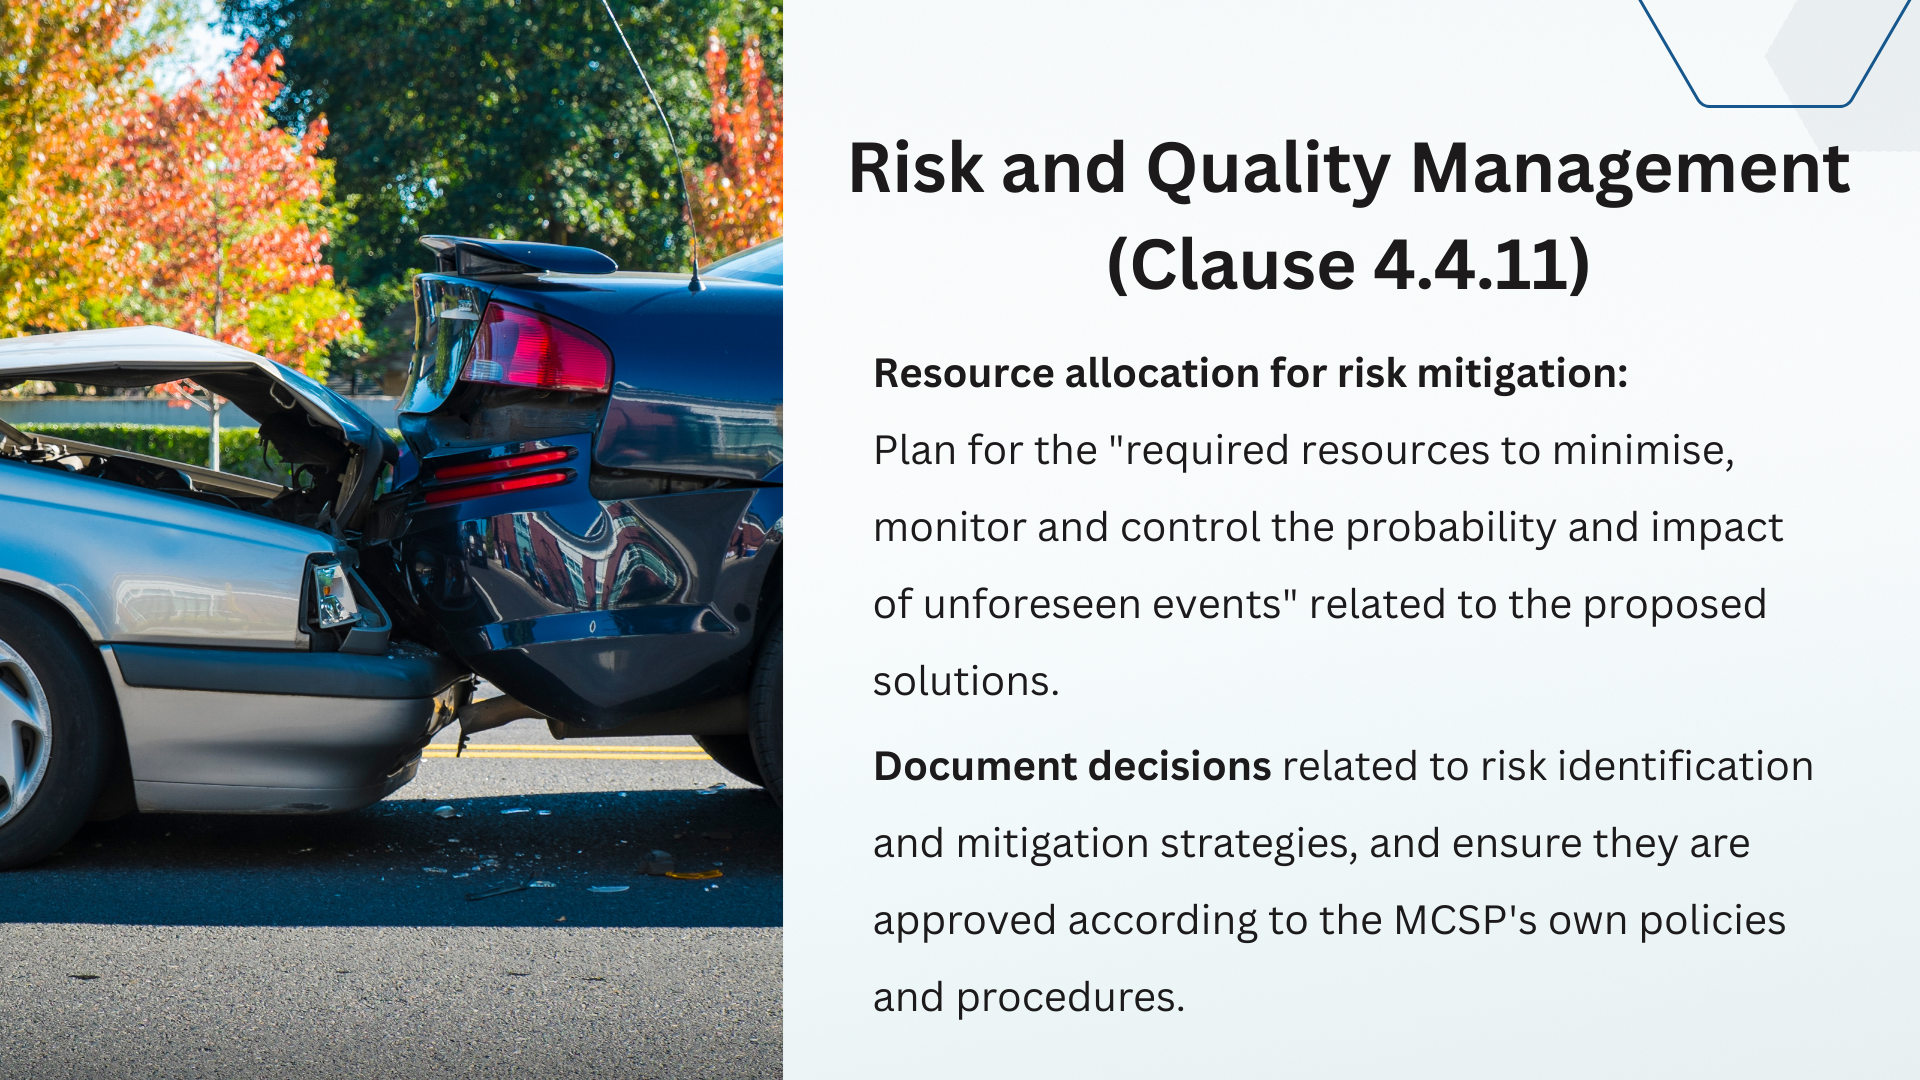 Risk and Quality Management
(Clause 4.4.11)
Resource allocation for risk mitigation:
Plan for the "required resources to minimise,
monitor and control the probability and impact
of unforeseen events" related to the proposed
solutions.
Document decisions related to risk identification
and mitigation strategies, and ensure they are
approved according to the MCSP's own policies
and procedures.